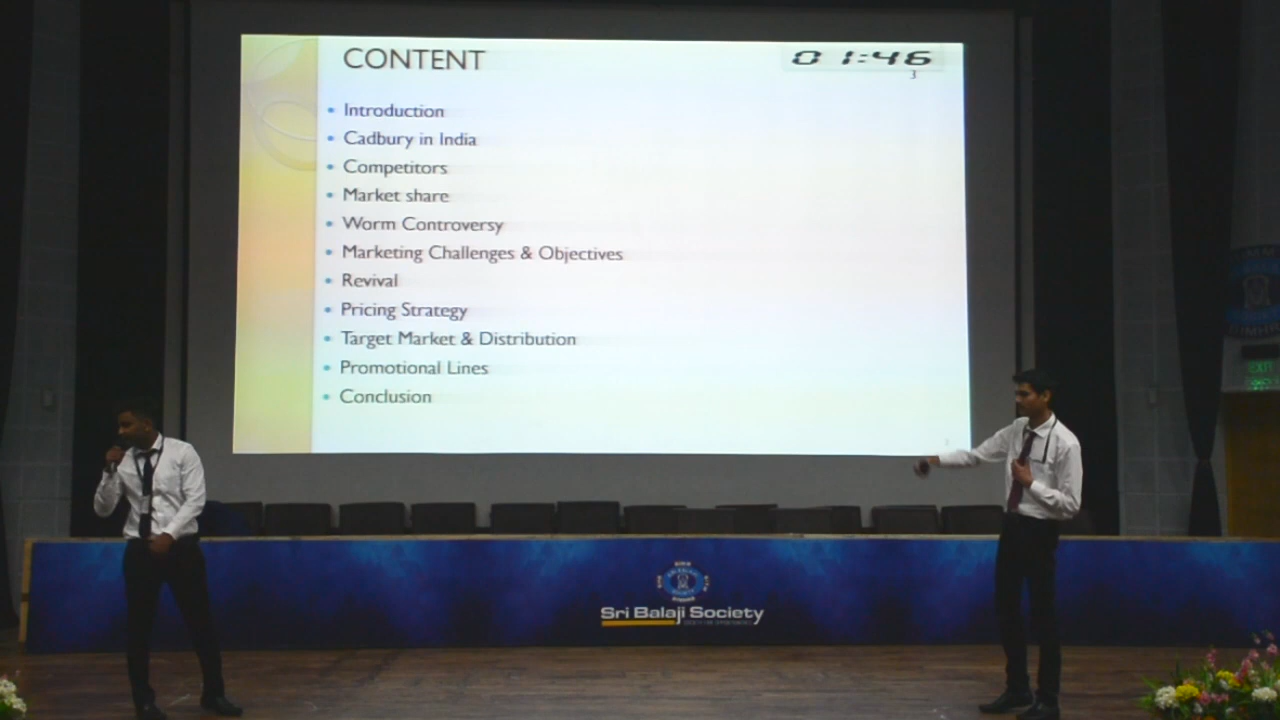 CONTENT
01:46
3
• Introduction
• Cadbury in India
• Competitors
• Market share
• Worm Controversy
• Marketing Challenges & Objectives
• Revival
• Pricing Strategy
• Target Market & Distribution
• Promotional Lines
• Conclusion
EXIT
Sri Balaji Society